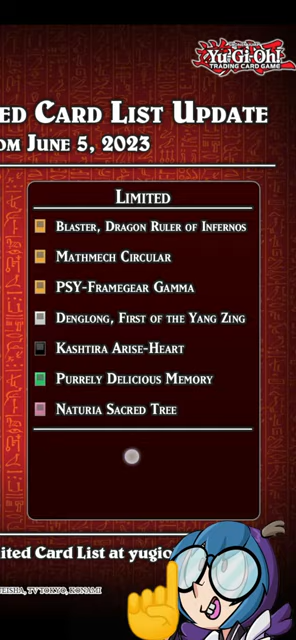 Yu-Gi-Oh!
TRADING CARD GAME
ED CARD LIST UPDATE
OM JUNE 5, 2023
LIMITED
BLASTER, DRAGON RULER OF INFERNOS
MATHMECH CIRCULAR
PSY-FRAMEGEAR GAMMA
DENGLONG, FIRST OF THE YANG ZING
KASHTIRA ARISE-HEART
PURRELY DELICIOUS MEMORY
NATURIA SACRED TREE
ited Card List at yugio
EISHA, TV TOKYO, KONAMI